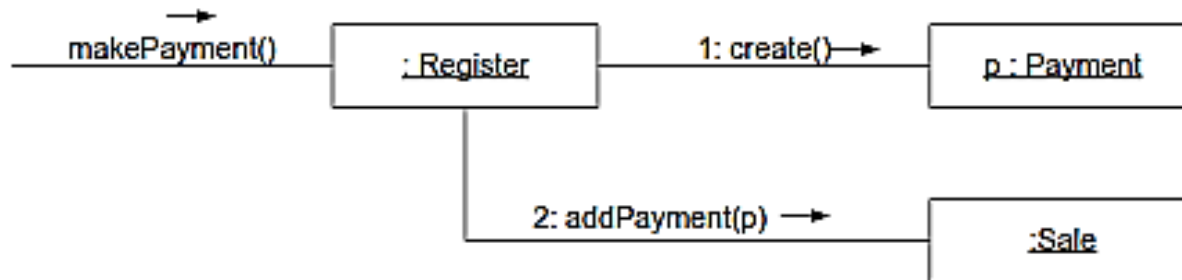 makePayment()
: Register
1: create()
p : Payment
2: addPayment(p)
:Sale